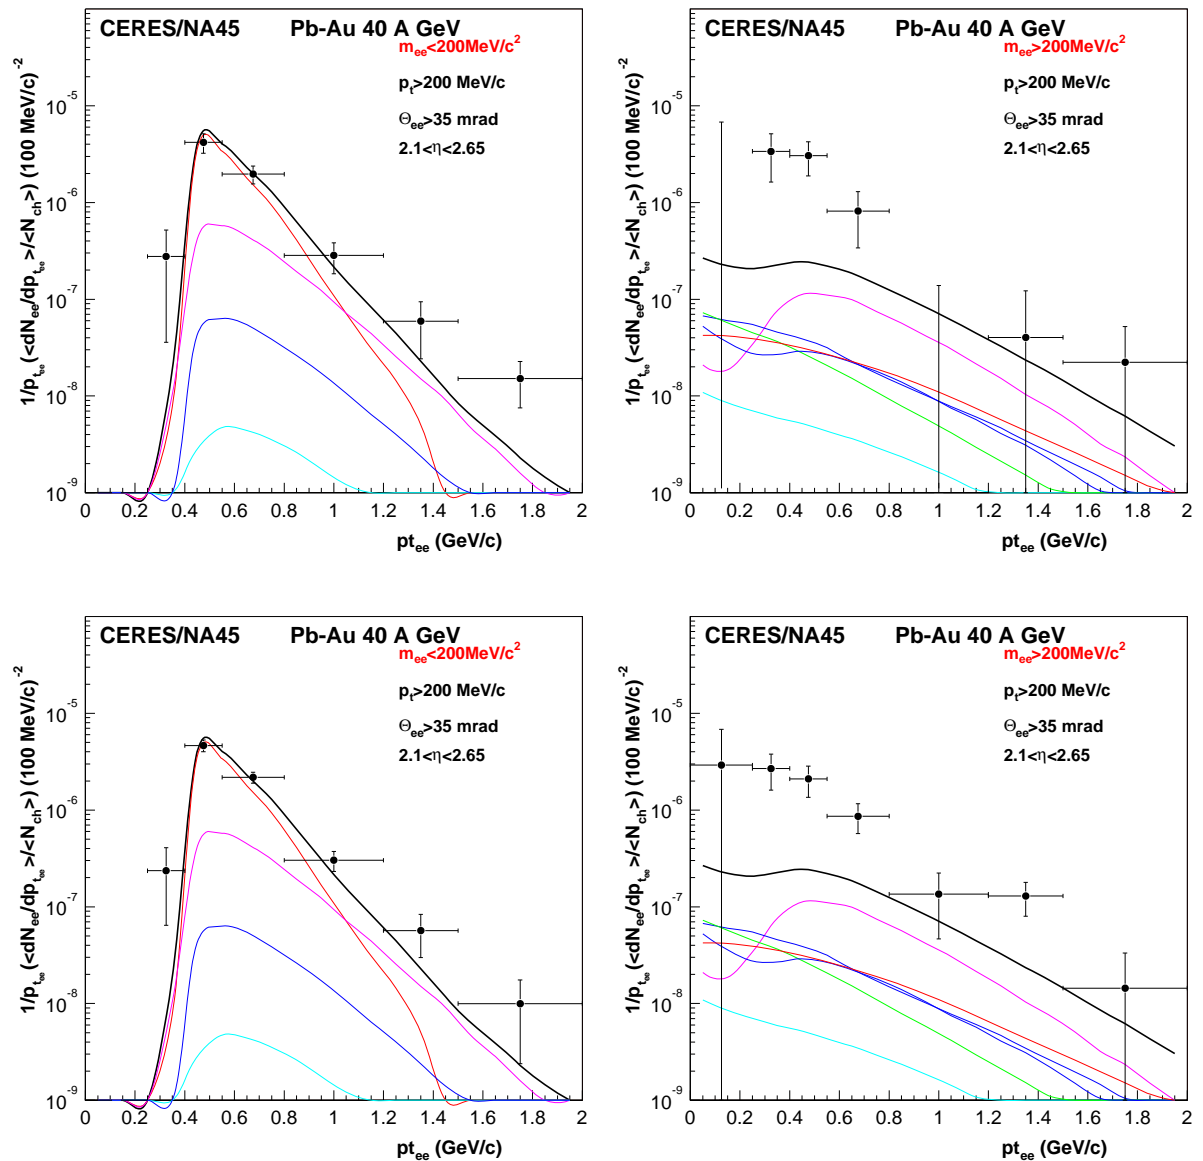 CERES/NA45 Pb-Au 40 A GeV
m_ee<200MeV/c²
p_t>200 MeV/c
Θ_ee>35 mrad
2.1<η<2.65
1/p_t_ee (<dN_ee/dp_t_ee>/<N_ch>) (100 MeV/c)⁻²
10⁻⁵
10⁻⁶
10⁻⁷
10⁻⁸
10⁻⁹
0 0.2 0.4 0.6 0.8 1 1.2 1.4 1.6 1.8 2
pt_ee (GeV/c)
CERES/NA45 Pb-Au 40 A GeV
m_ee>200MeV/c²
p_t>200 MeV/c
Θ_ee>35 mrad
2.1<η<2.65
1/p_t_ee (<dN_ee/dp_t_ee>/<N_ch>) (100 MeV/c)⁻²
10⁻⁵
10⁻⁶
10⁻⁷
10⁻⁸
10⁻⁹
0 0.2 0.4 0.6 0.8 1 1.2 1.4 1.6 1.8 2
pt_ee (GeV/c)
CERES/NA45 Pb-Au 40 A GeV
m_ee<200MeV/c²
p_t>200 MeV/c
Θ_ee>35 mrad
2.1<η<2.65
1/p_t_ee (<dN_ee/dp_t_ee>/<N_ch>) (100 MeV/c)⁻²
10⁻⁵
10⁻⁶
10⁻⁷
10⁻⁸
10⁻⁹
0 0.2 0.4 0.6 0.8 1 1.2 1.4 1.6 1.8 2
pt_ee (GeV/c)
CERES/NA45 Pb-Au 40 A GeV
m_ee>200MeV/c²
p_t>200 MeV/c
Θ_ee>35 mrad
2.1<η<2.65
1/p_t_ee (<dN_ee/dp_t_ee>/<N_ch>) (100 MeV/c)⁻²
10⁻⁵
10⁻⁶
10⁻⁷
10⁻⁸
10⁻⁹
0 0.2 0.4 0.6 0.8 1 1.2 1.4 1.6 1.8 2
pt_ee (GeV/c)